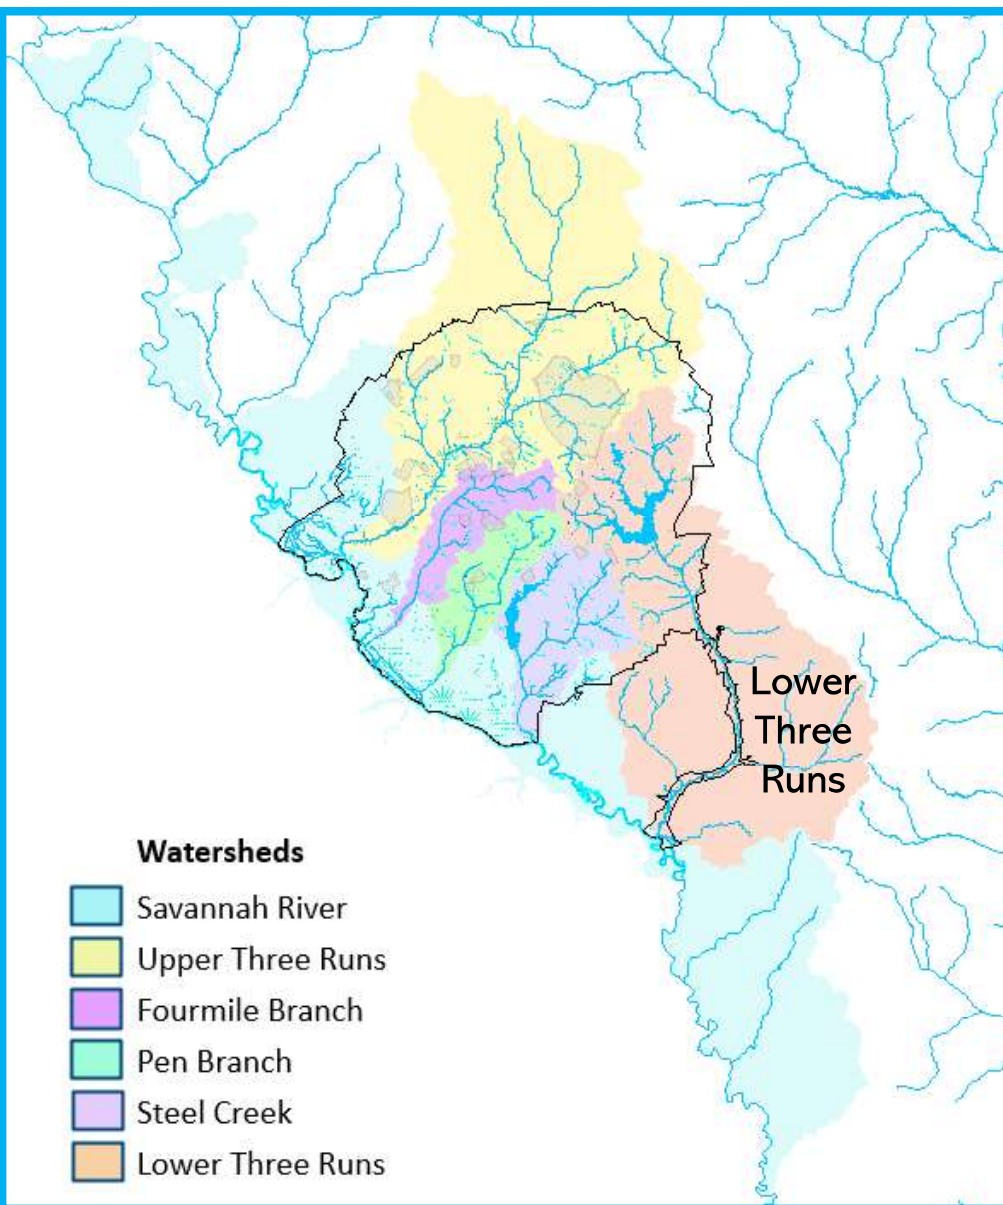 Lower
Three
Runs
Watersheds
Savannah River
Upper Three Runs
Fourmile Branch
Pen Branch
Steel Creek
Lower Three Runs